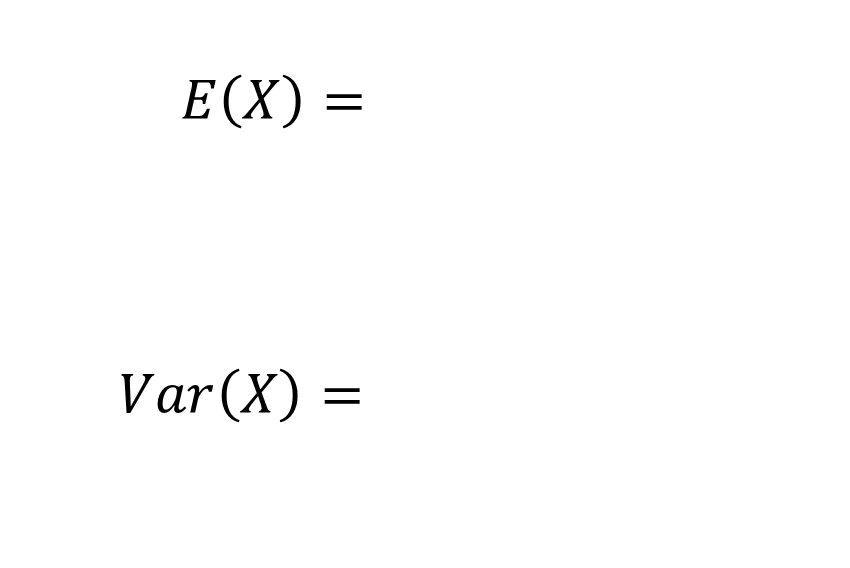 E(X) =
Var(X) =